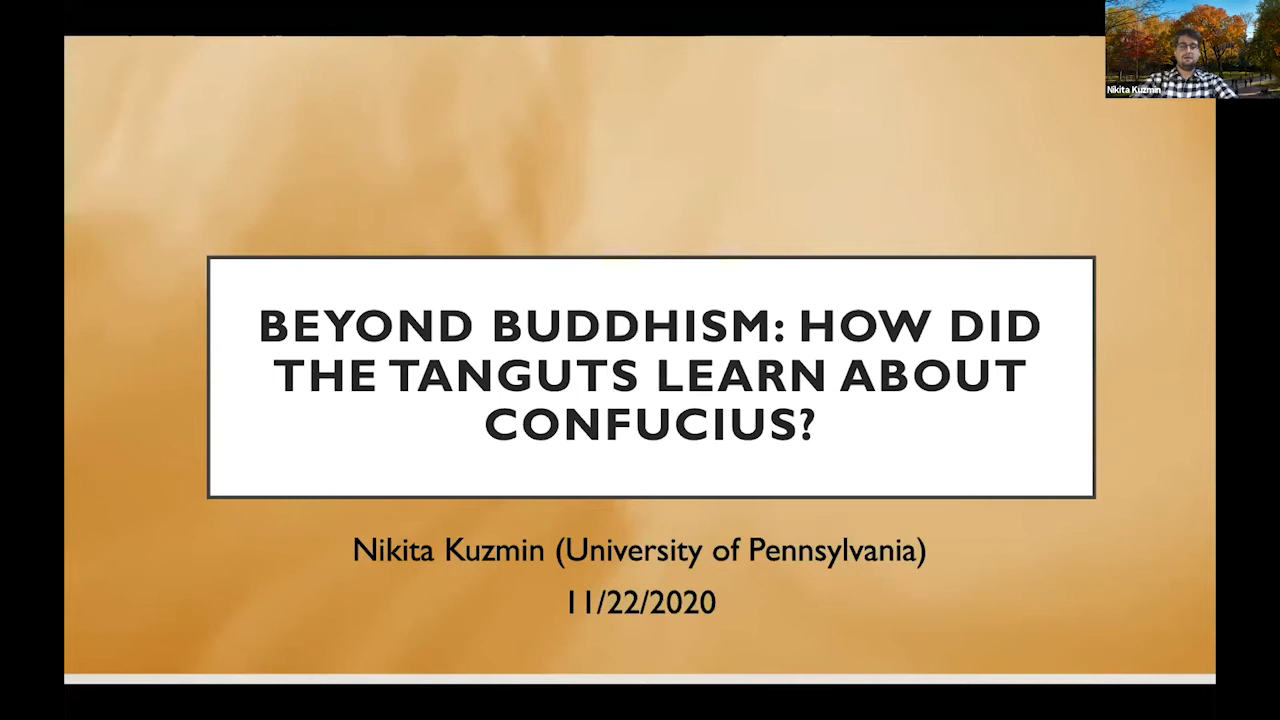 Nikita Kuzmin
BEYOND BUDDHISM: HOW DID
THE TANGUTS LEARN ABOUT
CONFUCIUS?
Nikita Kuzmin (University of Pennsylvania)
11/22/2020